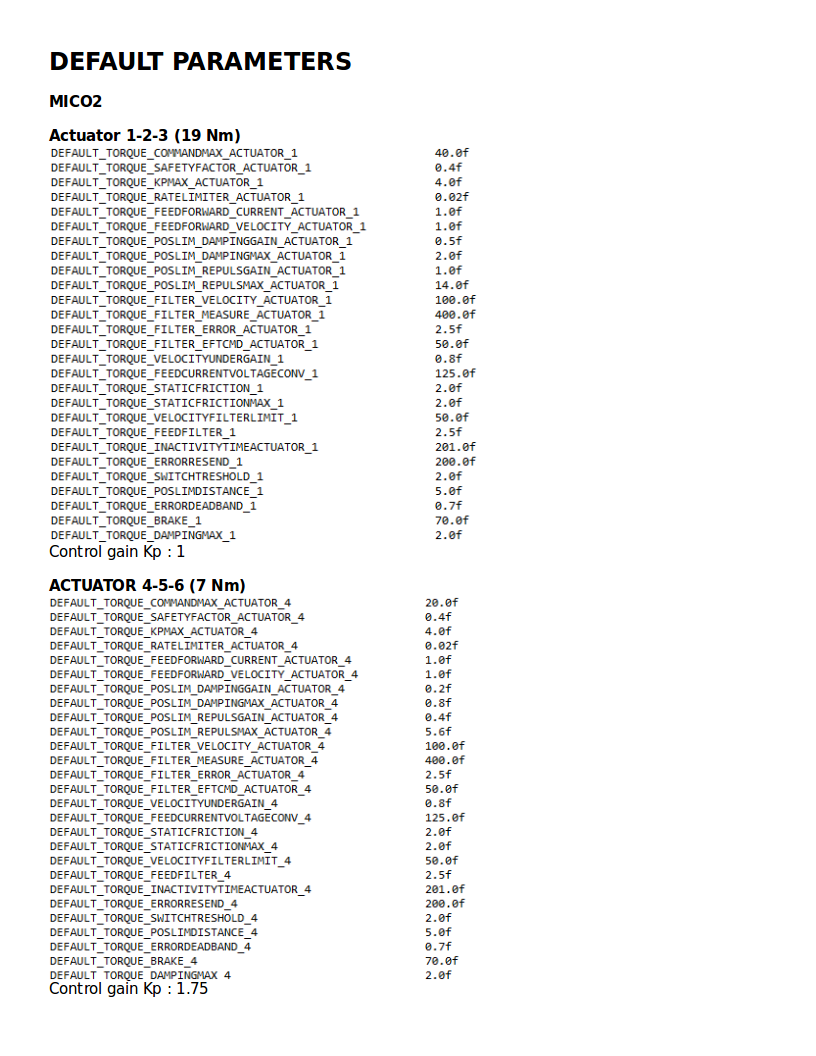 DEFAULT PARAMETERS
MICO2
Actuator 1-2-3 (19 Nm)
DEFAULT_TORQUE_COMMANDMAX_ACTUATOR_1 40.0f
DEFAULT_TORQUE_SAFETYFACTOR_ACTUATOR_1 0.4f
DEFAULT_TORQUE_KPMAX_ACTUATOR_1 4.0f
DEFAULT_TORQUE_RATELIMITER_ACTUATOR_1 0.02f
DEFAULT_TORQUE_FEEDFORWARD_CURRENT_ACTUATOR_1 1.0f
DEFAULT_TORQUE_FEEDFORWARD_VELOCITY_ACTUATOR_1 1.0f
DEFAULT_TORQUE_POSLIM_DAMPINGGAIN_ACTUATOR_1 0.5f
DEFAULT_TORQUE_POSLIM_DAMPINGMAX_ACTUATOR_1 2.0f
DEFAULT_TORQUE_POSLIM_REPULSGAIN_ACTUATOR_1 1.0f
DEFAULT_TORQUE_POSLIM_REPULSMAX_ACTUATOR_1 14.0f
DEFAULT_TORQUE_FILTER_VELOCITY_ACTUATOR_1 100.0f
DEFAULT_TORQUE_FILTER_MEASURE_ACTUATOR_1 400.0f
DEFAULT_TORQUE_FILTER_ERROR_ACTUATOR_1 2.5f
DEFAULT_TORQUE_FILTER_EFTCMD_ACTUATOR_1 50.0f
DEFAULT_TORQUE_VELOCITYUNDERGAIN_1 0.8f
DEFAULT_TORQUE_FEEDCURRENTVOLTAGECONV_1 125.0f
DEFAULT_TORQUE_STATICFRICTION_1 2.0f
DEFAULT_TORQUE_STATICFRICTIONMAX_1 2.0f
DEFAULT_TORQUE_VELOCITYFILTERLIMIT_1 50.0f
DEFAULT_TORQUE_FEEDFILTER_1 2.5f
DEFAULT_TORQUE_INACTIVITYTIMEACTUATOR_1 201.0f
DEFAULT_TORQUE_ERRORRESEND_1 200.0f
DEFAULT_TORQUE_SWITCHTRESHOLD_1 2.0f
DEFAULT_TORQUE_POSLIMDISTANCE_1 5.0f
DEFAULT_TORQUE_ERRORDEADBAND_1 0.7f
DEFAULT_TORQUE_BRAKE_1 70.0f
DEFAULT_TORQUE_DAMPINGMAX_1 2.0f
Control gain Kp : 1
ACTUATOR 4-5-6 (7 Nm)
DEFAULT_TORQUE_COMMANDMAX_ACTUATOR_4 20.0f
DEFAULT_TORQUE_SAFETYFACTOR_ACTUATOR_4 0.4f
DEFAULT_TORQUE_KPMAX_ACTUATOR_4 4.0f
DEFAULT_TORQUE_RATELIMITER_ACTUATOR_4 0.02f
DEFAULT_TORQUE_FEEDFORWARD_CURRENT_ACTUATOR_4 1.0f
DEFAULT_TORQUE_FEEDFORWARD_VELOCITY_ACTUATOR_4 1.0f
DEFAULT_TORQUE_POSLIM_DAMPINGGAIN_ACTUATOR_4 0.2f
DEFAULT_TORQUE_POSLIM_DAMPINGMAX_ACTUATOR_4 0.8f
DEFAULT_TORQUE_POSLIM_REPULSGAIN_ACTUATOR_4 0.4f
DEFAULT_TORQUE_POSLIM_REPULSMAX_ACTUATOR_4 5.6f
DEFAULT_TORQUE_FILTER_VELOCITY_ACTUATOR_4 100.0f
DEFAULT_TORQUE_FILTER_MEASURE_ACTUATOR_4 400.0f
DEFAULT_TORQUE_FILTER_ERROR_ACTUATOR_4 2.5f
DEFAULT_TORQUE_FILTER_EFTCMD_ACTUATOR_4 50.0f
DEFAULT_TORQUE_VELOCITYUNDERGAIN_4 0.8f
DEFAULT_TORQUE_FEEDCURRENTVOLTAGECONV_4 125.0f
DEFAULT_TORQUE_STATICFRICTION_4 2.0f
DEFAULT_TORQUE_STATICFRICTIONMAX_4 2.0f
DEFAULT_TORQUE_VELOCITYFILTERLIMIT_4 50.0f
DEFAULT_TORQUE_FEEDFILTER_4 2.5f
DEFAULT_TORQUE_INACTIVITYTIMEACTUATOR_4 201.0f
DEFAULT_TORQUE_ERRORRESEND_4 200.0f
DEFAULT_TORQUE_SWITCHTRESHOLD_4 2.0f
DEFAULT_TORQUE_POSLIMDISTANCE_4 5.0f
DEFAULT_TORQUE_ERRORDEADBAND_4 0.7f
DEFAULT_TORQUE_BRAKE_4 70.0f
DEFAULT_TORQUE_DAMPINGMAX_4 2.0f
Control gain Kp : 1.75